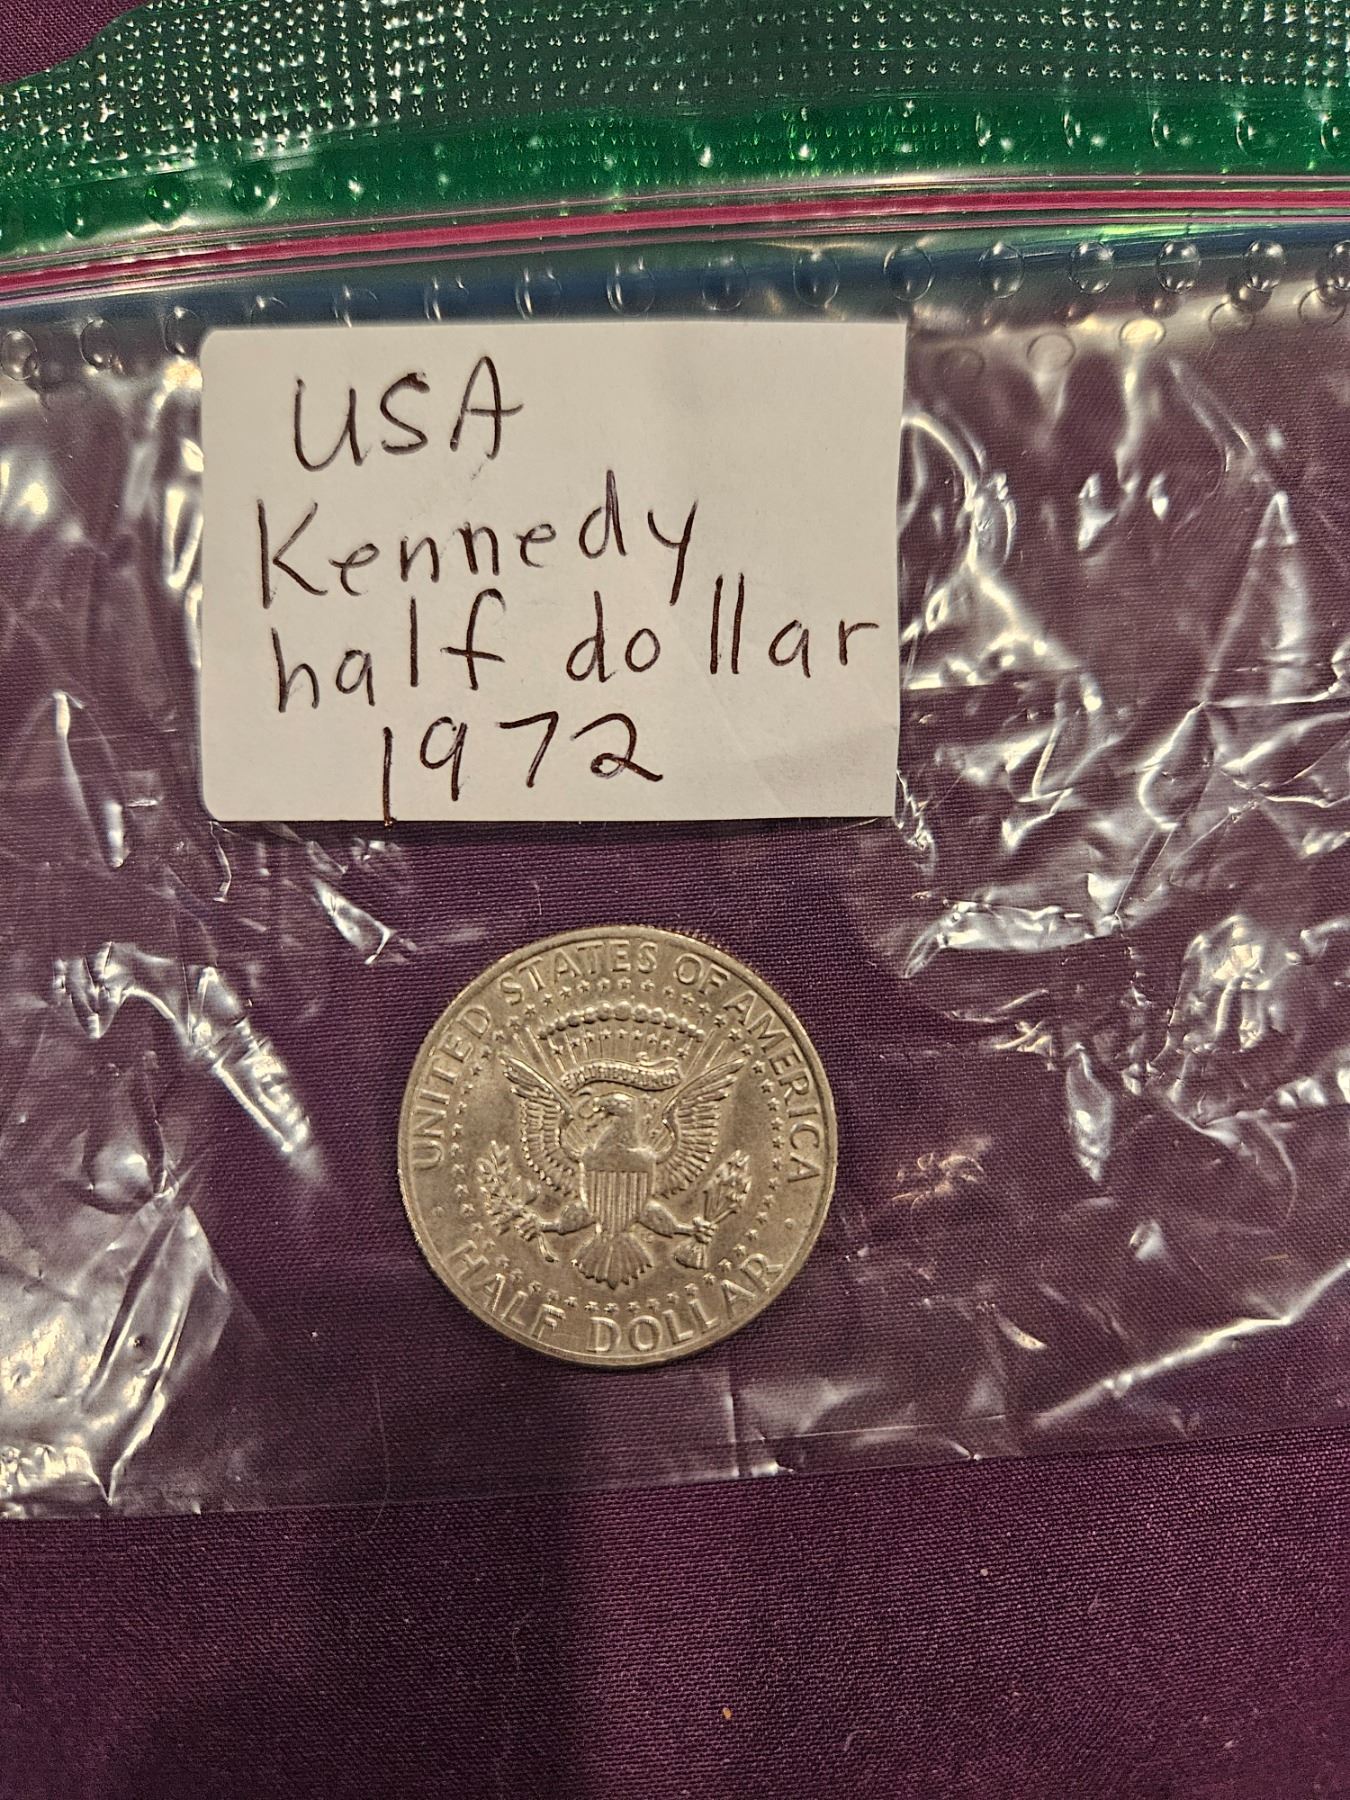 USA
Kennedy
half dollar
1972
UNITED STATES OF AMERICA
HALF DOLLAR